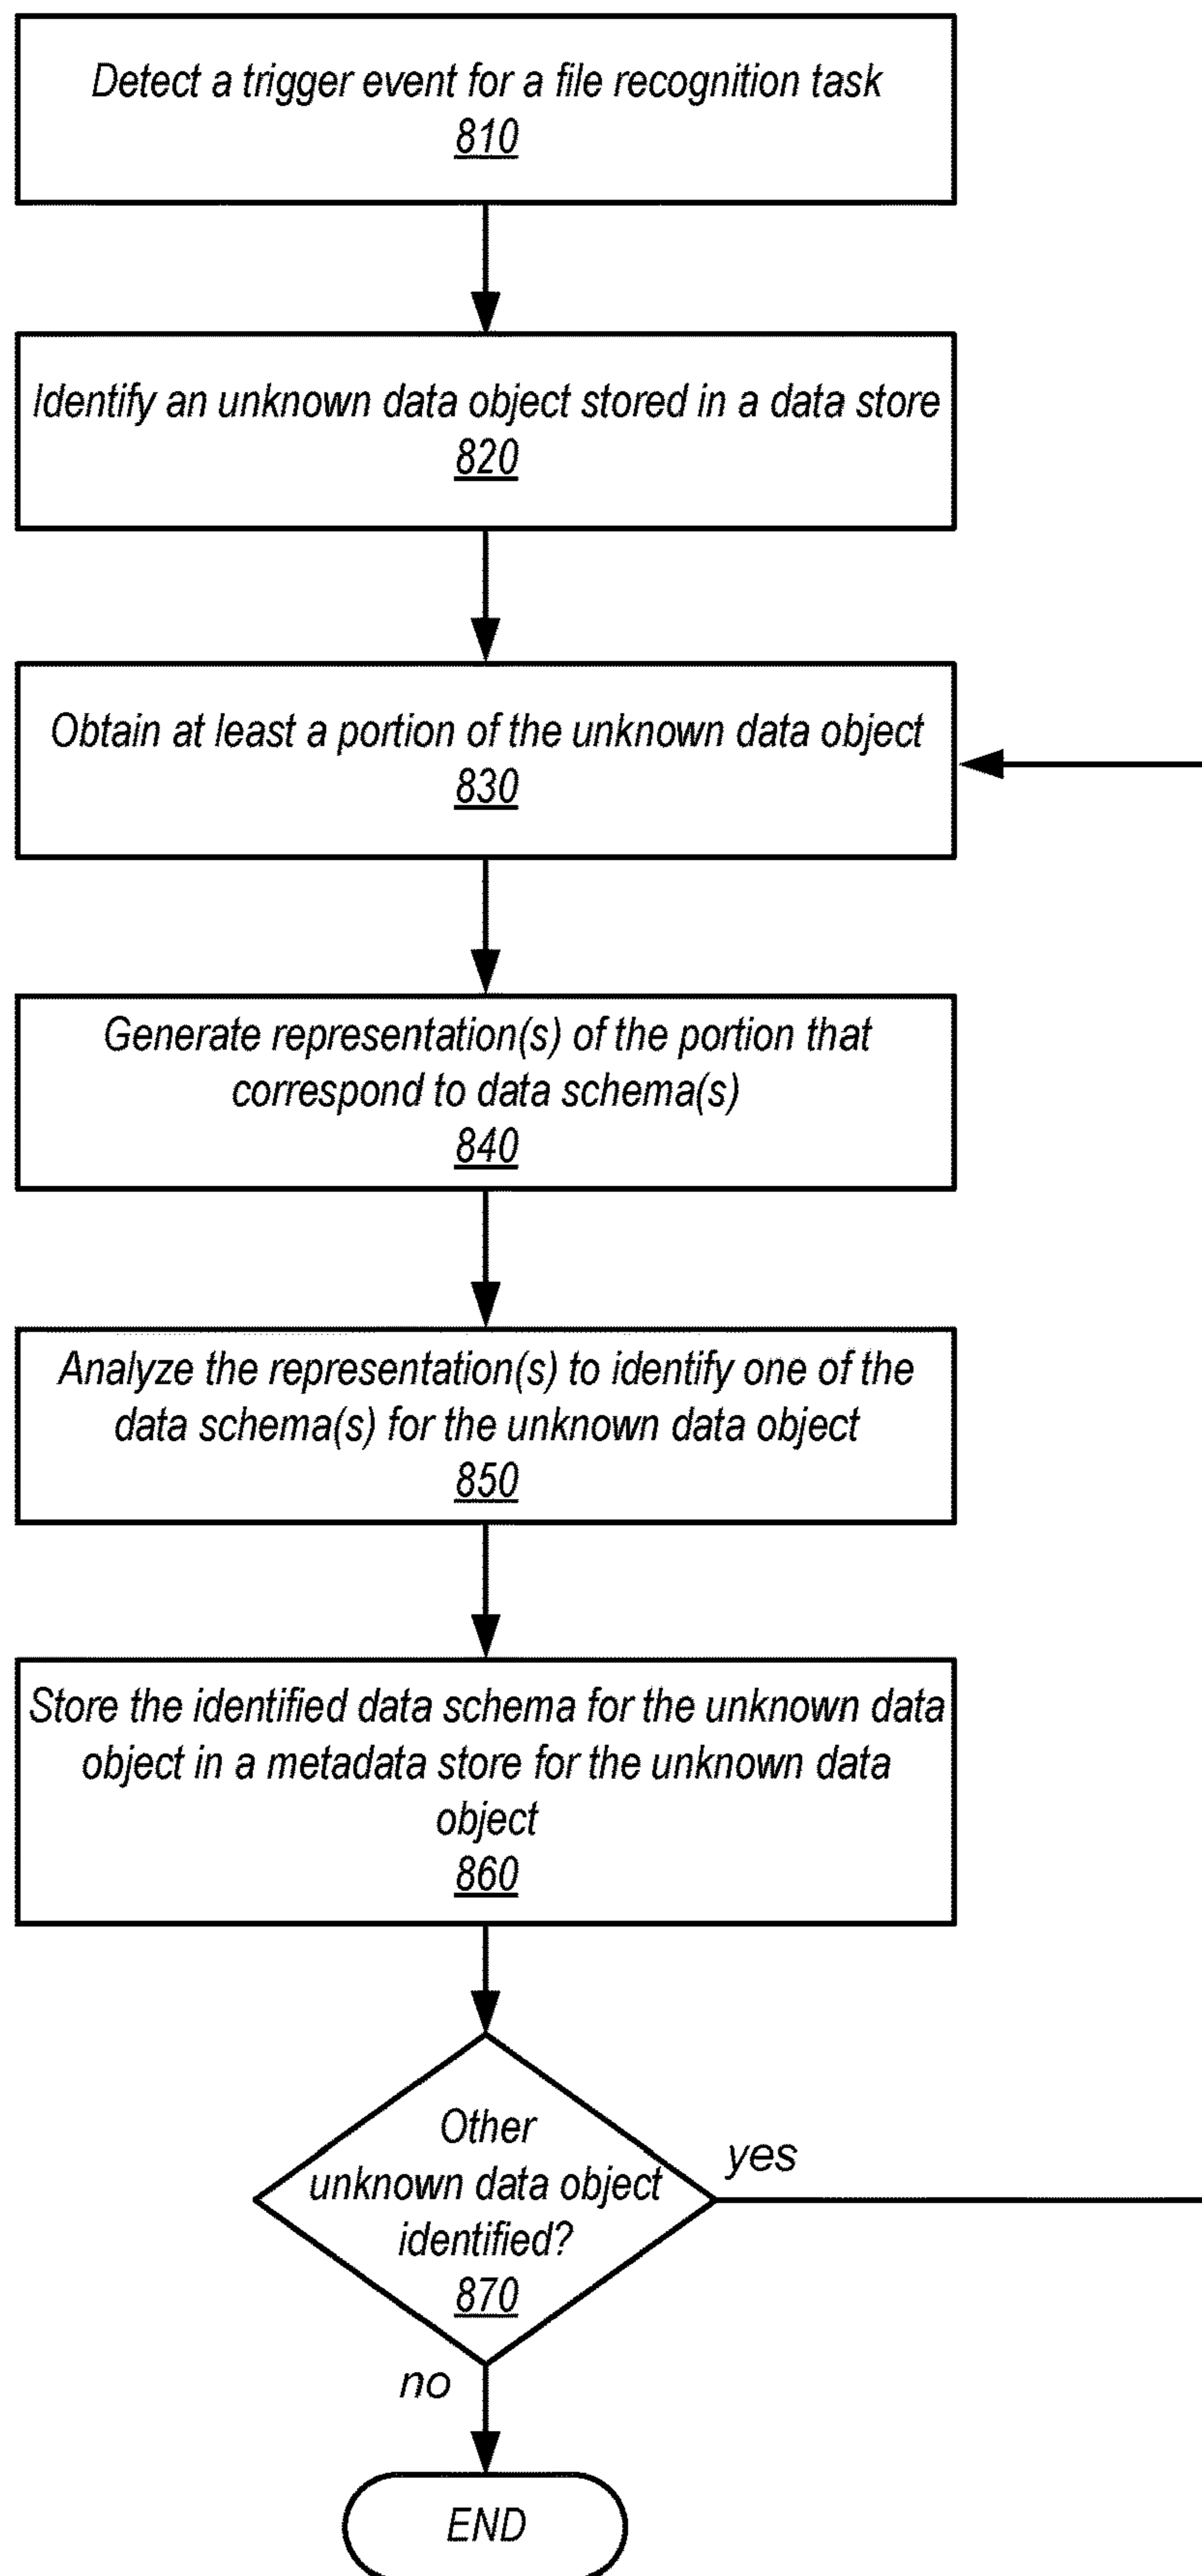 Detect a trigger event for a file recognition task
810
Identify an unknown data object stored in a data store
820
Obtain at least a portion of the unknown data object
830
Generate representation(s) of the portion that
correspond to data schema(s)
840
Analyze the representation(s) to identify one of the
data schema(s) for the unknown data object
850
Store the identified data schema for the unknown data
object in a metadata store for the unknown data
object
860
Other
unknown data object
identified?
870
yes
no
END